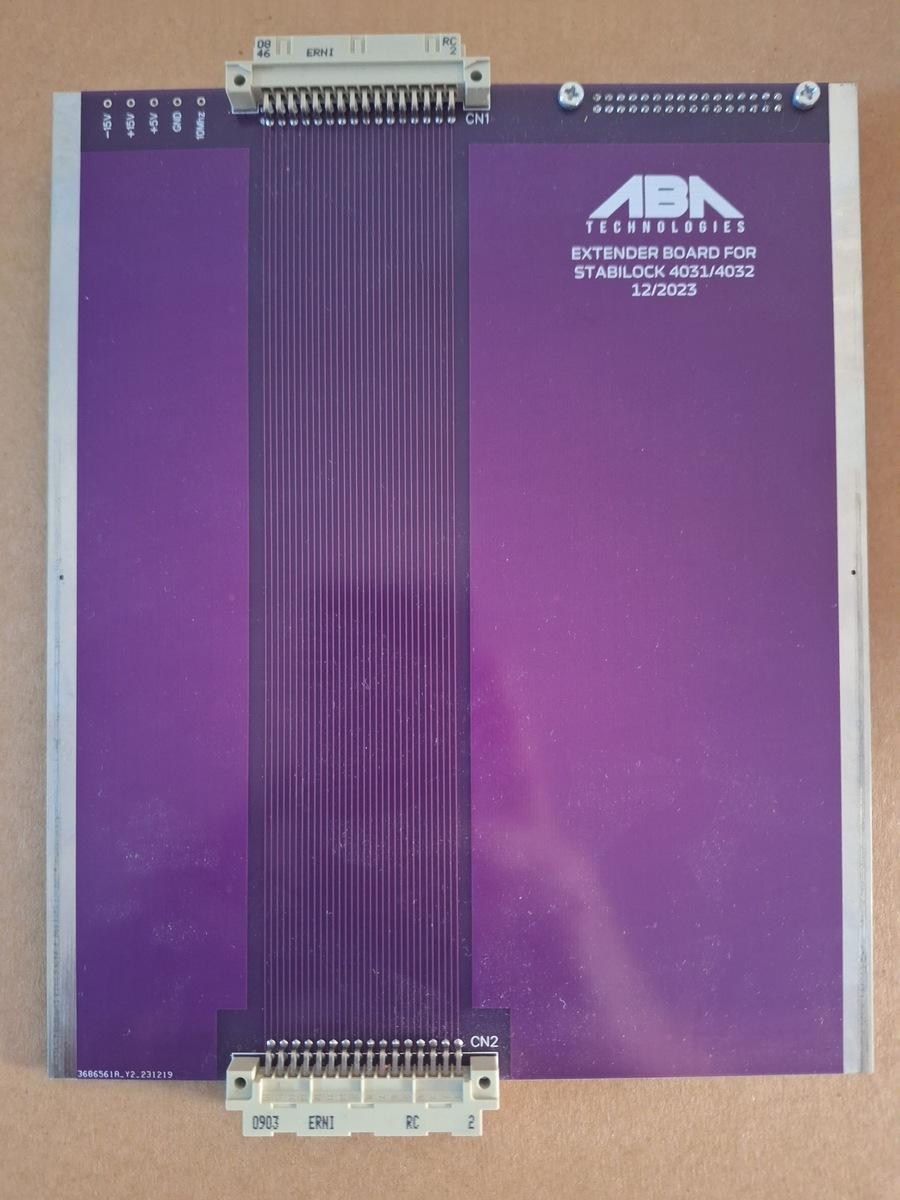 08
46
ERNI
RC
2
-15V
+15V
+5V
GND
10Mhz
CN1
ABA
TECHNOLOGIES
EXTENDER BOARD FOR
STABILOCK 4031/4032
12/2023
CN2
3686561A_Y2_231219
0903 ERNI RC 2